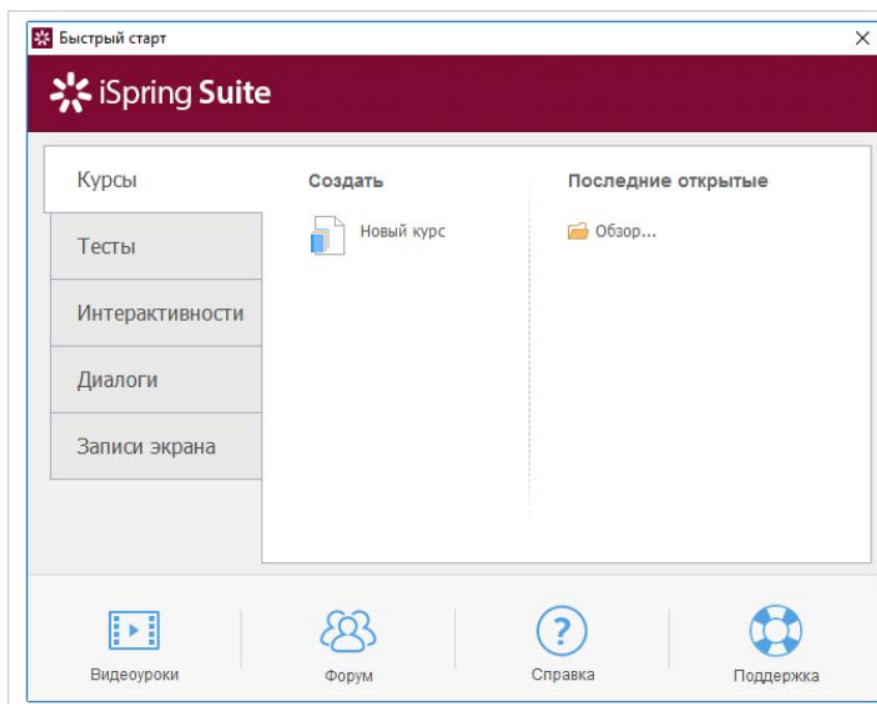 Быстрый старт
iSpring Suite
Курсы
Тесты
Интерактивности
Диалоги
Записи экрана
Создать
Новый курс
Последние открытые
Обзор...
Видеоуроки
Форум
Справка
Поддержка